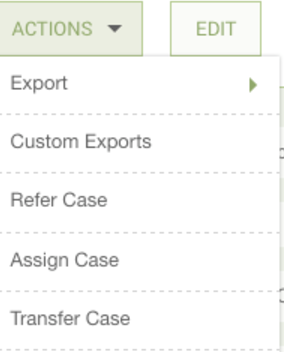 ACTIONS EDIT
Export
Custom Exports
Refer Case
Assign Case
Transfer Case